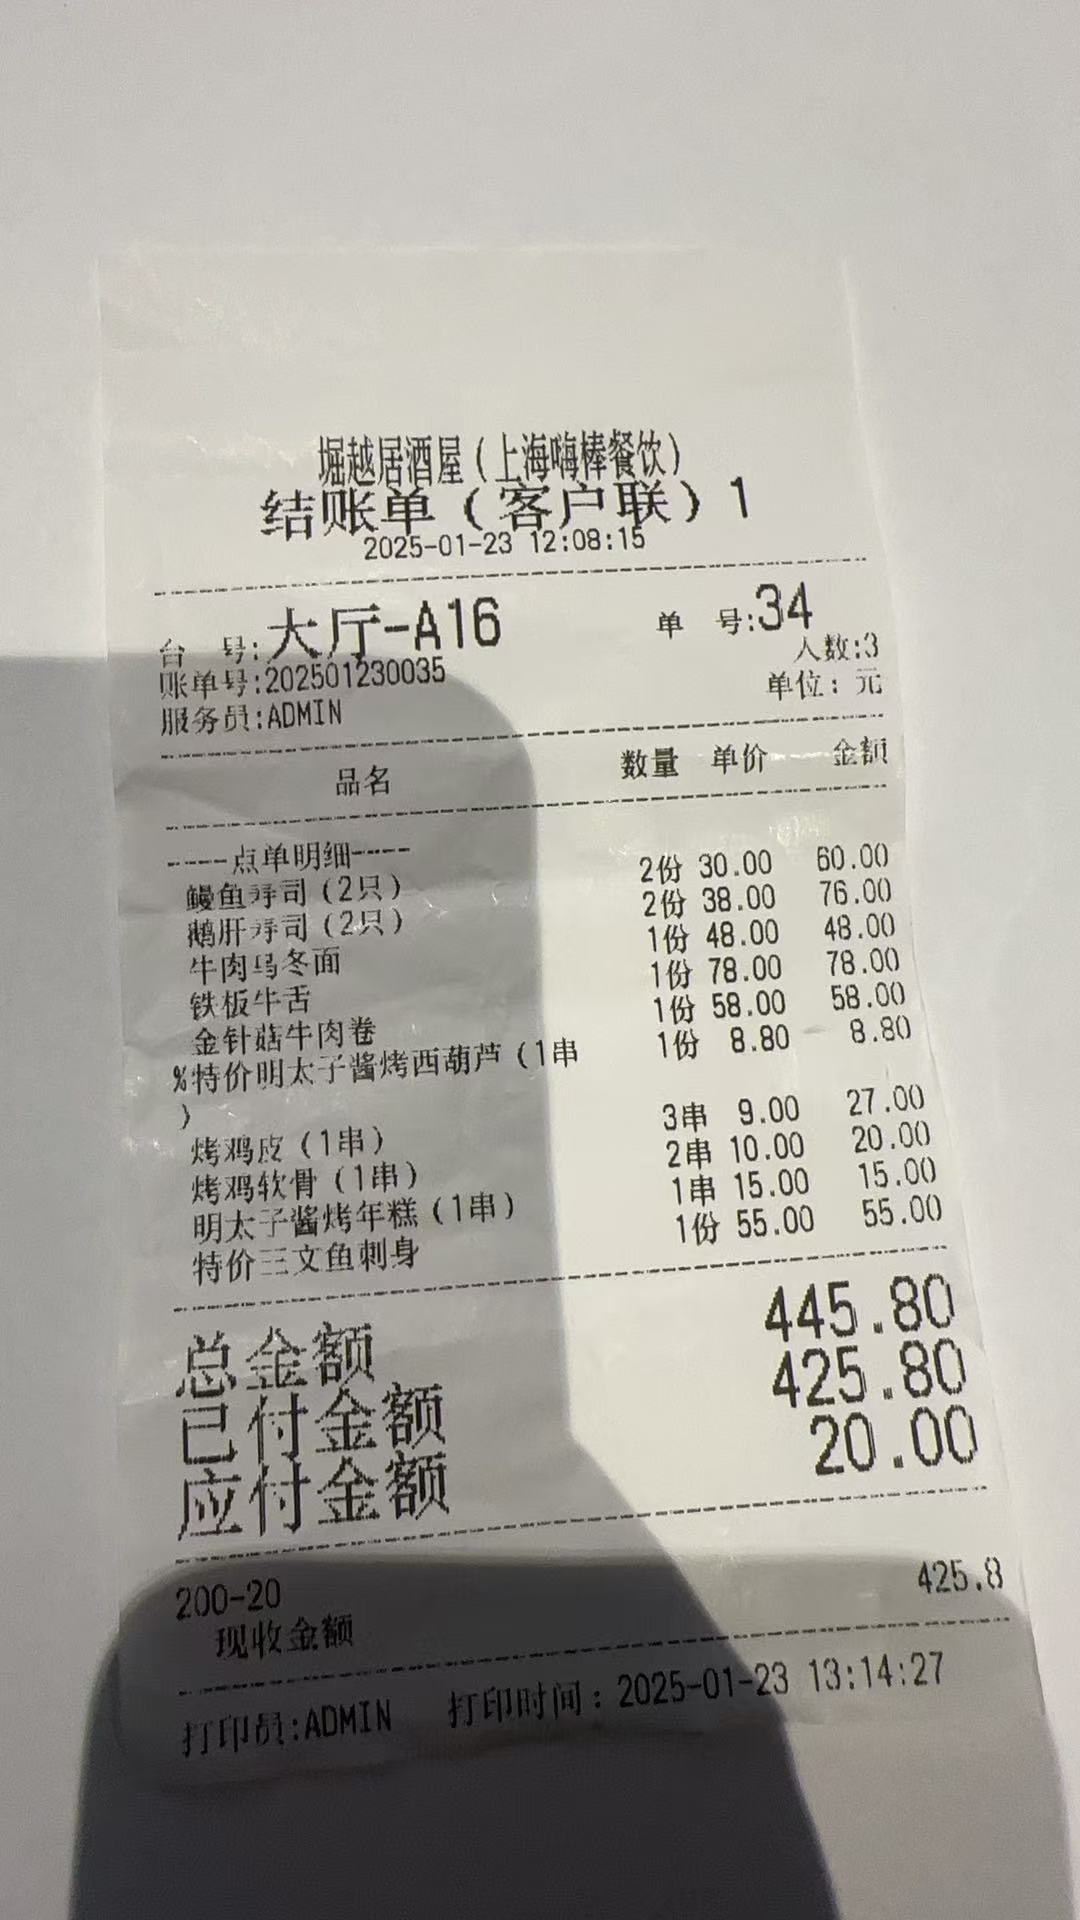 堀越居酒屋（上海嗨棒餐饮）
结账单（客户联）1
2025-01-23 12:08:15
台 号:大厅-A16 单 号:34
人数:3
账单号:202501230035
单位：元
服务员:ADMIN
品名 数量 单价 金额
----点单明细----
鳗鱼寿司（2只） 2份 30.00 60.00
鹅肝寿司（2只） 2份 38.00 76.00
牛肉乌冬面 1份 48.00 48.00
铁板牛舌 1份 78.00 78.00
金针菇牛肉卷 1份 58.00 58.00
%特价明太子酱烤西葫芦（1串 1份 8.80 8.80
）
烤鸡皮（1串） 3串 9.00 27.00
烤鸡软骨（1串） 2串 10.00 20.00
明太子酱烤年糕（1串） 1串 15.00 15.00
特价三文鱼刺身 1份 55.00 55.00
总金额 445.80
已付金额 425.80
应付金额 20.00
200-20 425.8
现收金额
打印员:ADMIN 打印时间：2025-01-23 13:14:27